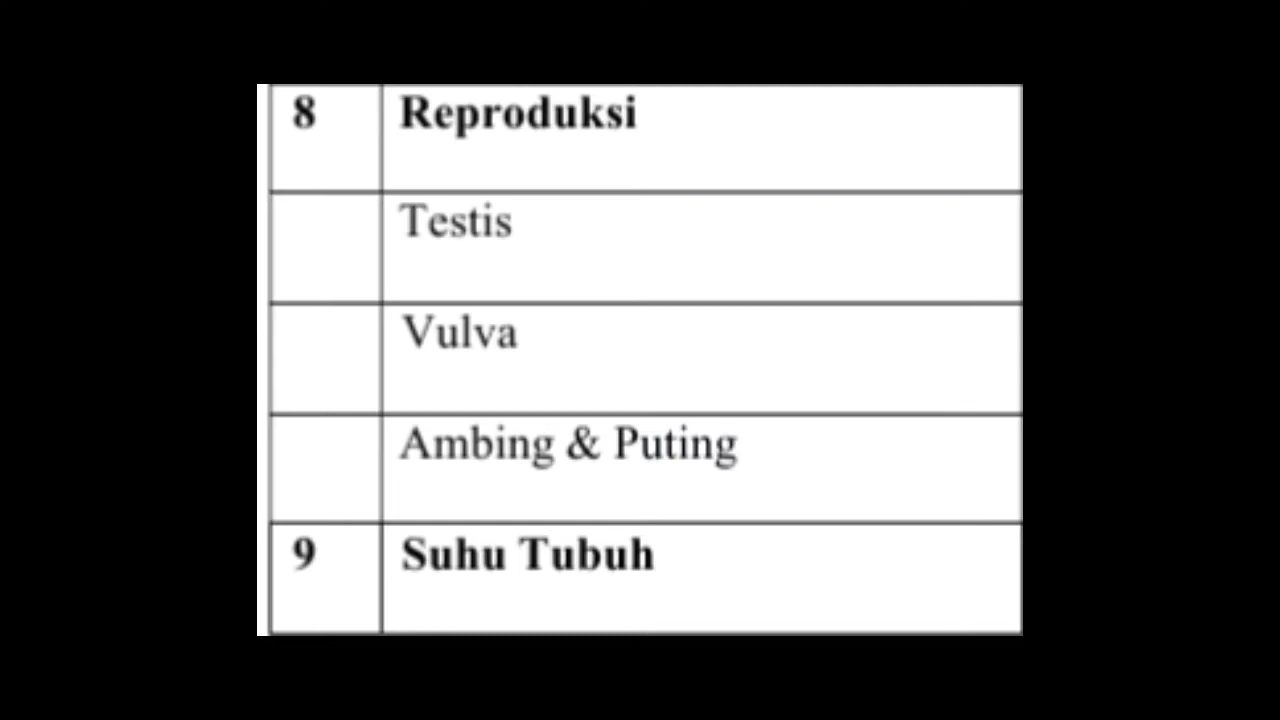 8 Reproduksi
Testis
Vulva
Ambing & Puting
9 Suhu Tubuh